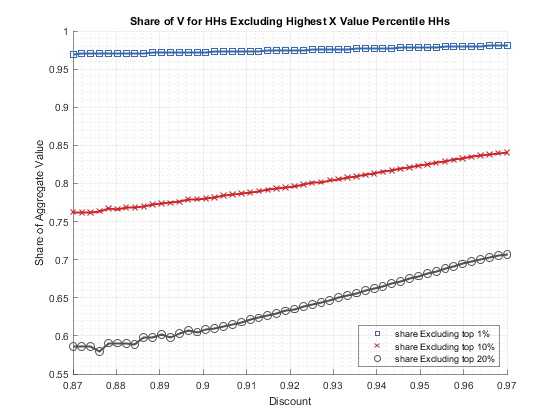 Share of V for HHs Excluding Highest X Value Percentile HHs
Share of Aggregate Value
1
0.95
0.9
0.85
0.8
0.75
0.7
0.65
0.6
0.55
0.87 0.88 0.89 0.9 0.91 0.92 0.93 0.94 0.95 0.96 0.97
Discount
share Excluding top 1%
share Excluding top 10%
share Excluding top 20%